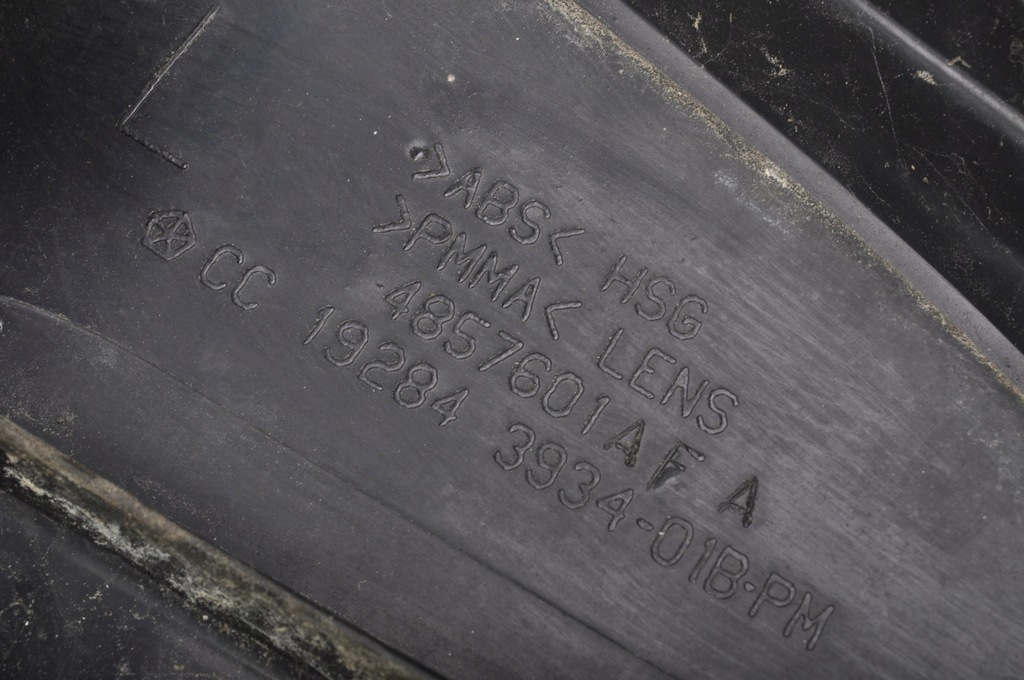 >ABS< HSG
>PMMA< LENS
4857601AF A
CC 19284 3934-01B·PM